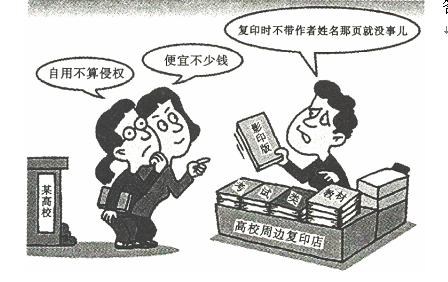 复印时不带作者姓名那页就没事儿
便宜不少钱
自用不算侵权
影印版
某高校
考试类教材
高校周边复印店